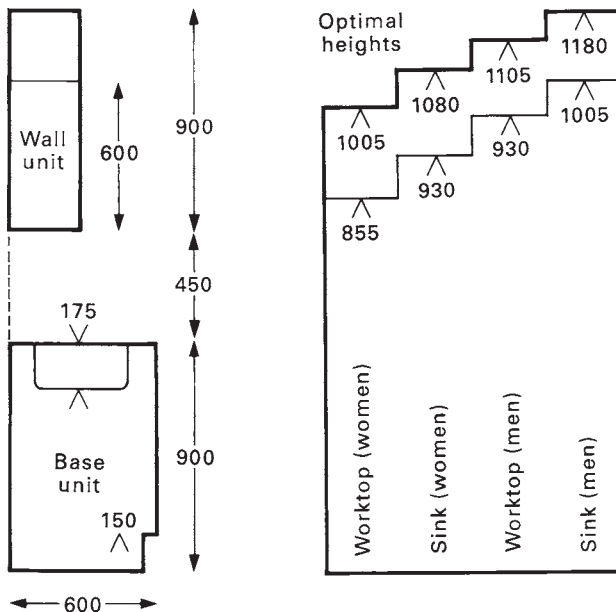 Wall
unit
600
900
450
175
Base
unit
150
900
600
Optimal
heights
1005
1080
1105
1180
855
930
930
1005
Worktop (women)
Sink (women)
Worktop (men)
Sink (men)